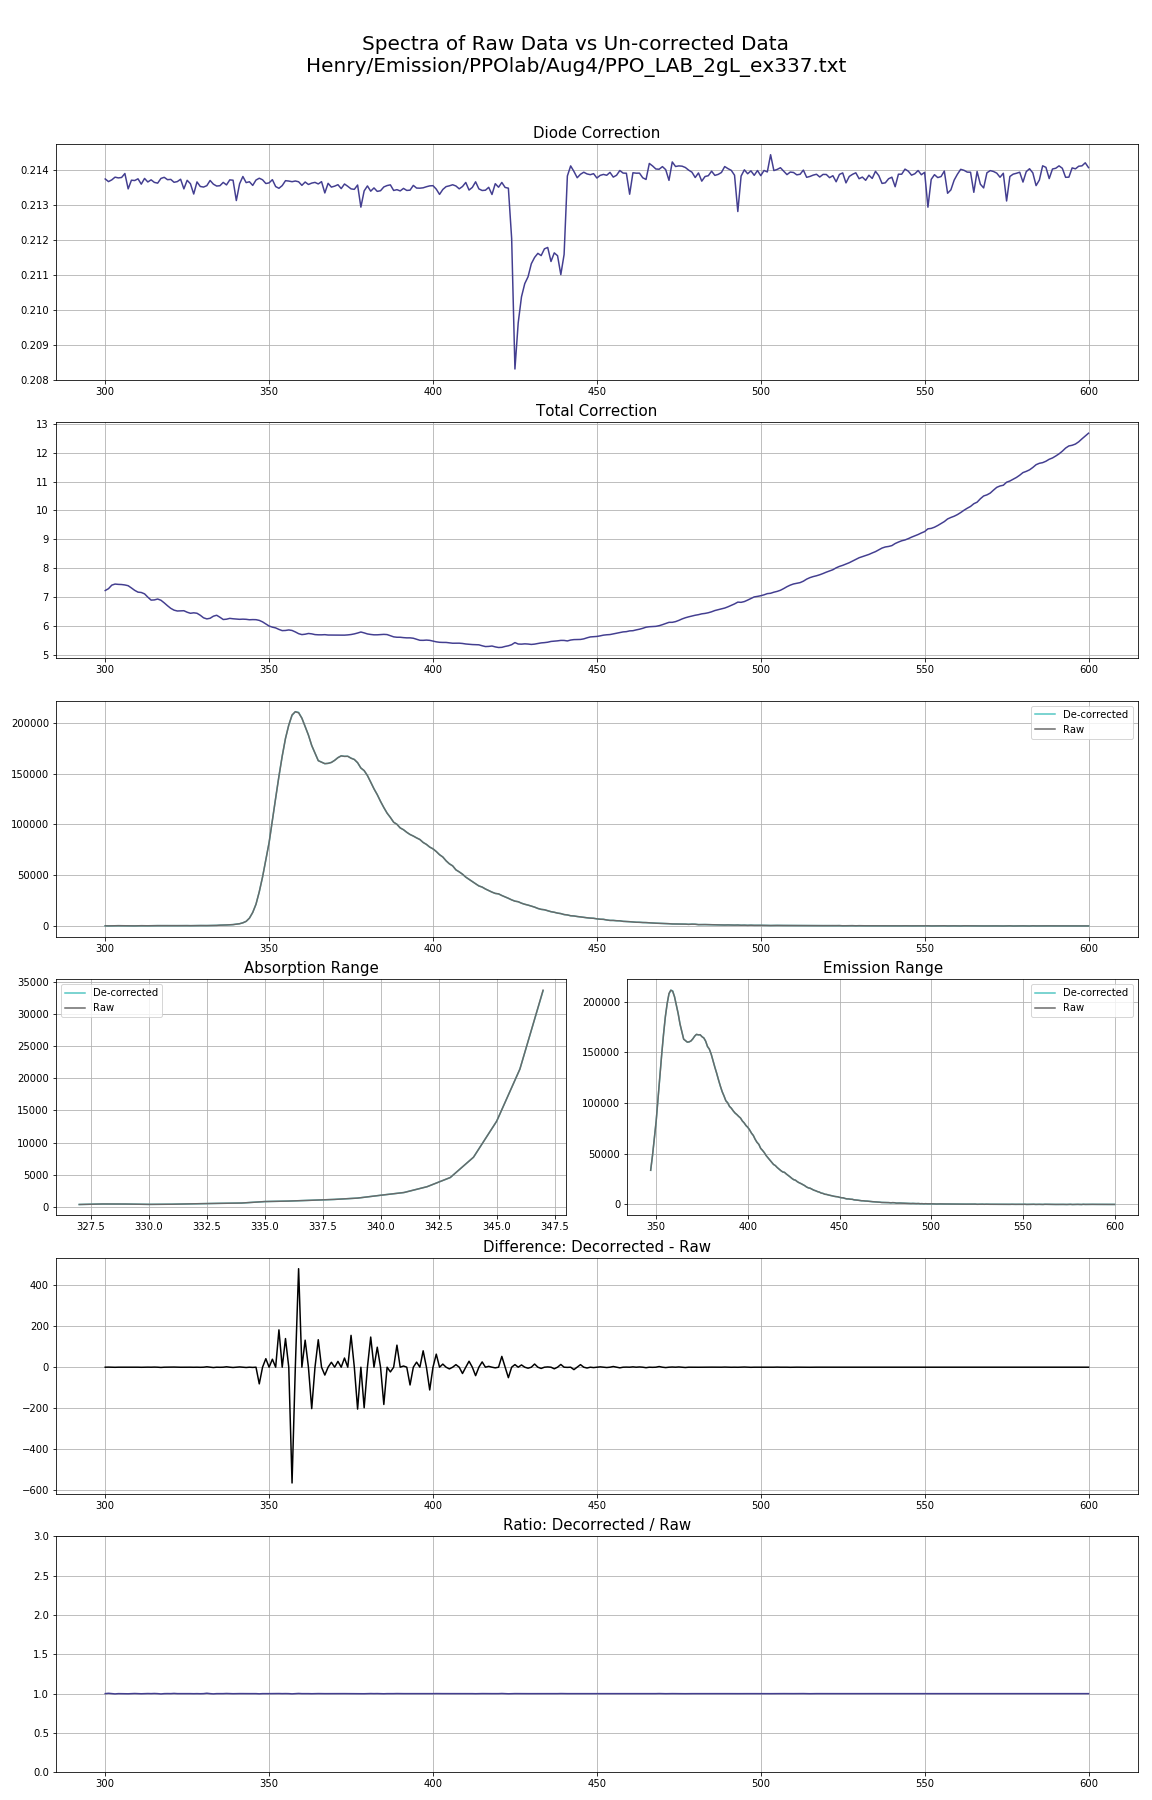 Spectra of Raw Data vs Un-corrected Data
Henry/Emission/PPOlab/Aug4/PPO_LAB_2gL_ex337.txt
Diode Correction
0.214
0.213
0.212
0.211
0.210
0.209
0.208
300 350 400 450 500 550 600
Total Correction
13
12
11
10
9
8
7
6
5
300 350 400 450 500 550 600
De-corrected
Raw
200000
150000
100000
50000
0
300 350 400 450 500 550 600
Absorption Range
De-corrected
Raw
35000
30000
25000
20000
15000
10000
5000
0
327.5 330.0 332.5 335.0 337.5 340.0 342.5 345.0 347.5
Emission Range
De-corrected
Raw
200000
150000
100000
50000
0
350 400 450 500 550 600
Difference: Decorrected - Raw
400
200
0
−200
−400
−600
300 350 400 450 500 550 600
Ratio: Decorrected / Raw
3.0
2.5
2.0
1.5
1.0
0.5
0.0
300 350 400 450 500 550 600